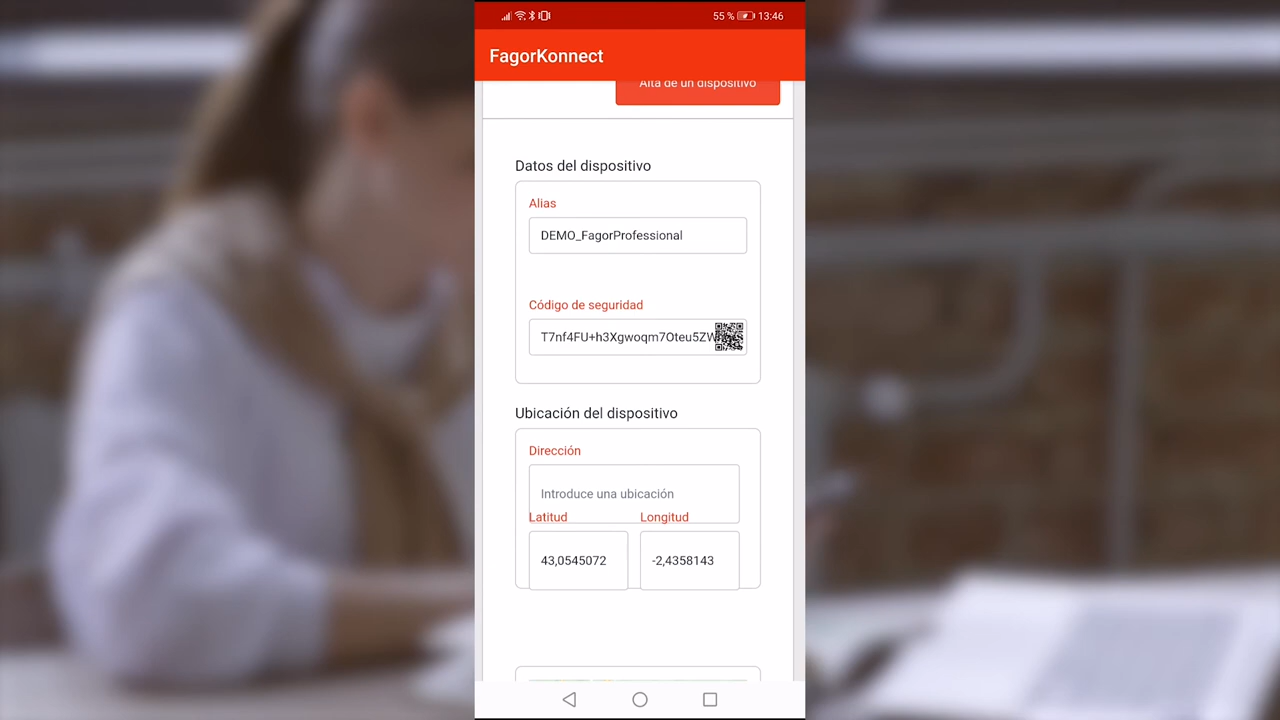 55 % 13:46
FagorKonnect
Alta de un dispositivo
Datos del dispositivo
Alias
DEMO_FagorProfessional
Código de seguridad
T7nf4FU+h3Xgwoqm7Oteu5ZW
Ubicación del dispositivo
Dirección
Introduce una ubicación
Latitud Longitud
43,0545072 -2,4358143